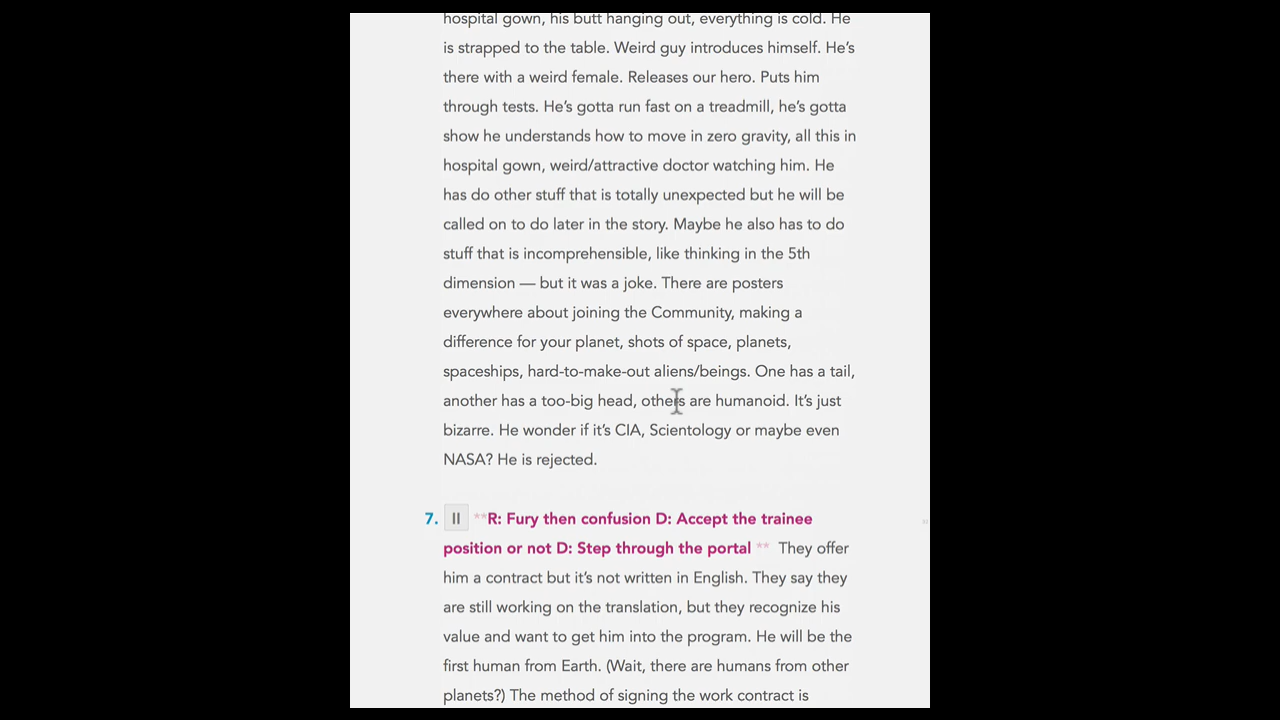 hospital gown, his butt hanging out, everything is cold. He
is strapped to the table. Weird guy introduces himself. He’s
there with a weird female. Releases our hero. Puts him
through tests. He’s gotta run fast on a treadmill, he’s gotta
show he understands how to move in zero gravity, all this in
hospital gown, weird/attractive doctor watching him. He
has do other stuff that is totally unexpected but he will be
called on to do later in the story. Maybe he also has to do
stuff that is incomprehensible, like thinking in the 5th
dimension — but it was a joke. There are posters
everywhere about joining the Community, making a
difference for your planet, shots of space, planets,
spaceships, hard-to-make-out aliens/beings. One has a tail,
another has a too-big head, others are humanoid. It’s just
bizarre. He wonder if it’s CIA, Scientology or maybe even
NASA? He is rejected.
7. II **R: Fury then confusion D: Accept the trainee
position or not D: Step through the portal ** They offer
him a contract but it’s not written in English. They say they
are still working on the translation, but they recognize his
value and want to get him into the program. He will be the
first human from Earth. (Wait, there are humans from other
planets?) The method of signing the work contract is